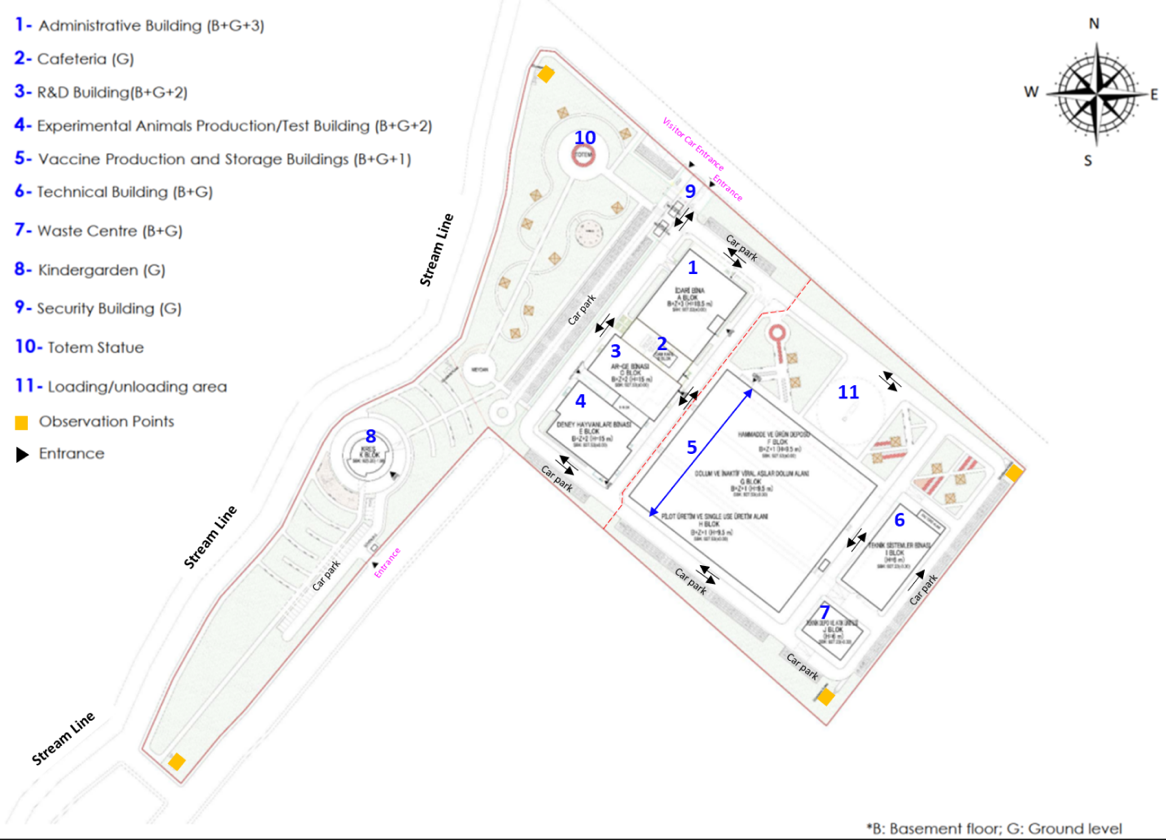 1- Administrative Building (B+G+3)
2- Cafeteria (G)
3- R&D Building(B+G+2)
4- Experimental Animals Production/Test Building (B+G+2)
5- Vaccine Production and Storage Buildings (B+G+1)
6- Technical Building (B+G)
7- Waste Centre (B+G)
8- Kindergarden (G)
9- Security Building (G)
10- Totem Statue
11- Loading/unloading area
Observation Points
Entrance
N
W
E
S
Visitor Car Entrance
Entrance
10
TOTEM
9
Stream Line
Car park
1
İDARİ BİNA
A BLOK
Car park
2
3
AR-GE BİNASI
4
DENEY HAYVANLARI BİNASI
E BLOK
Car park
11
5
HAMMADDE VE ÜRÜN DEPOSU
F BLOK
DOLUM VE İNAKTİF VİRAL AŞILAR DOLUM ALANI
G BLOK
PİLOT ÜRETİM VE SINGLE USE ÜRETİM ALANI
H BLOK
8
KREŞ
Stream Line
Car park
Entrance
6
TEKNİK SİSTEMLER BİNASI
Car park
Car park
7
J BLOK
Car park
Stream Line
*B: Basement floor; G: Ground level